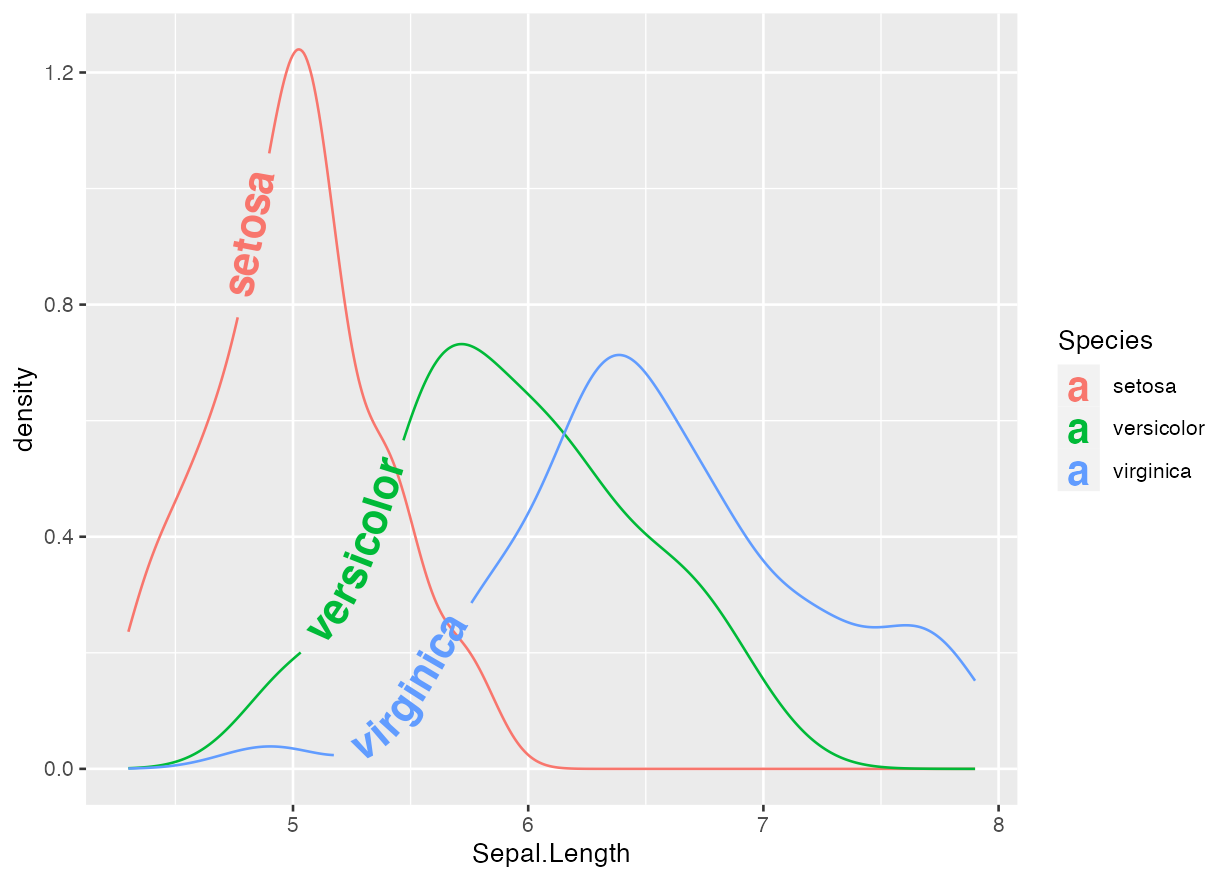 1.2
0.8
0.4
0.0
density
setosa
versicolor
virginica
5 6 7 8
Sepal.Length
Species
a setosa
a versicolor
a virginica